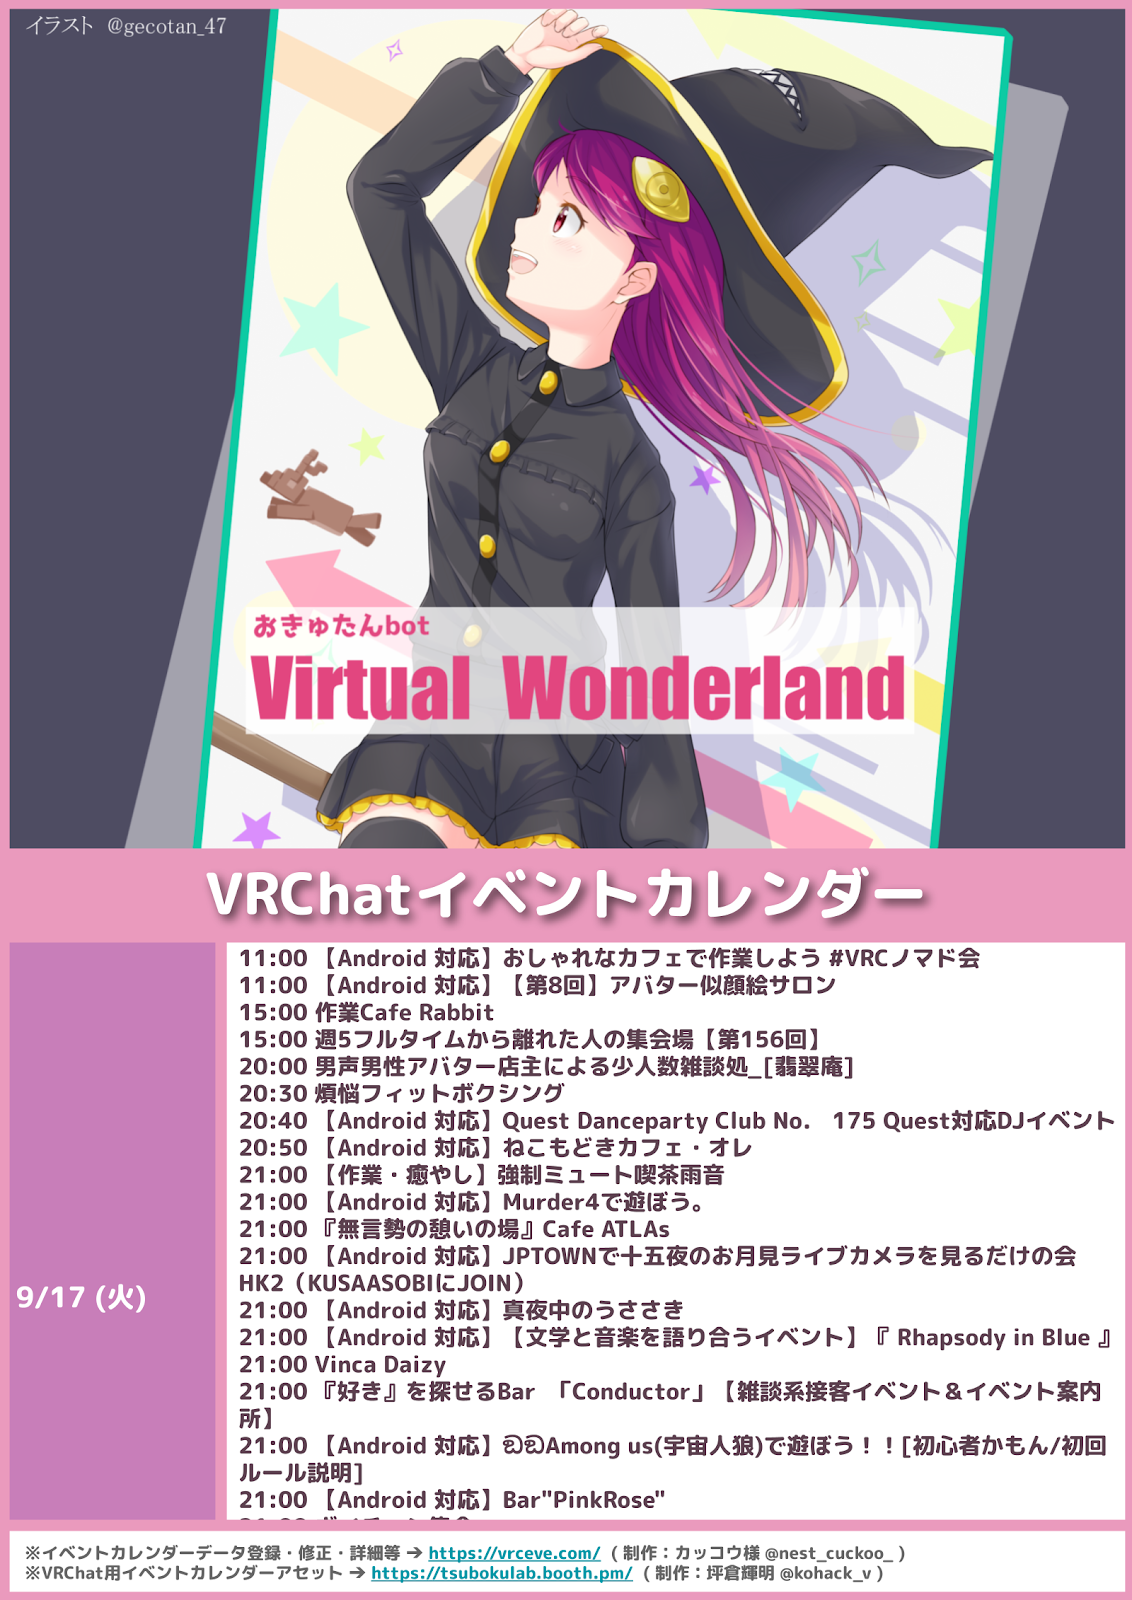 イラスト @gecotan_47
おきゅたんbot
Virtual Wonderland
VRChatイベントカレンダー
9/17 (火)
11:00 【Android 対応】おしゃれなカフェで作業しよう #VRCノマド会
11:00 【Android 対応】【第8回】アバター似顔絵サロン
15:00 作業Cafe Rabbit
15:00 週5フルタイムから離れた人の集会場【第156回】
20:00 男声男性アバター店主による少人数雑談処_[翡翠庵]
20:30 煩悩フィットボクシング
20:40 【Android 対応】Quest Danceparty Club No.　175 Quest対応DJイベント
20:50 【Android 対応】ねこもどきカフェ・オレ
21:00 【作業・癒やし】強制ミュート喫茶雨音
21:00 【Android 対応】Murder4で遊ぼう。
21:00 『無言勢の憩いの場』Cafe ATLAs
21:00 【Android 対応】JPTOWNで十五夜のお月見ライブカメラを見るだけの会
HK2（KUSAASOBIにJOIN）
21:00 【Android 対応】真夜中のうささき
21:00 【Android 対応】【文学と音楽を語り合うイベント】『 Rhapsody in Blue 』
21:00 Vinca Daizy
21:00 『好き』を探せるBar 「Conductor」【雑談系接客イベント＆イベント案内
所】
21:00 【Android 対応】ඞඞAmong us(宇宙人狼)で遊ぼう！！[初心者かもん/初回
ルール説明]
21:00 【Android 対応】Bar"PinkRose"
※イベントカレンダーデータ登録・修正・詳細等 ➔ https://vrceve.com/ ( 制作：カッコウ様 @nest_cuckoo_ )
※VRChat用イベントカレンダーアセット ➔ https://tsubokulab.booth.pm/ ( 制作：坪倉輝明 @kohack_v )